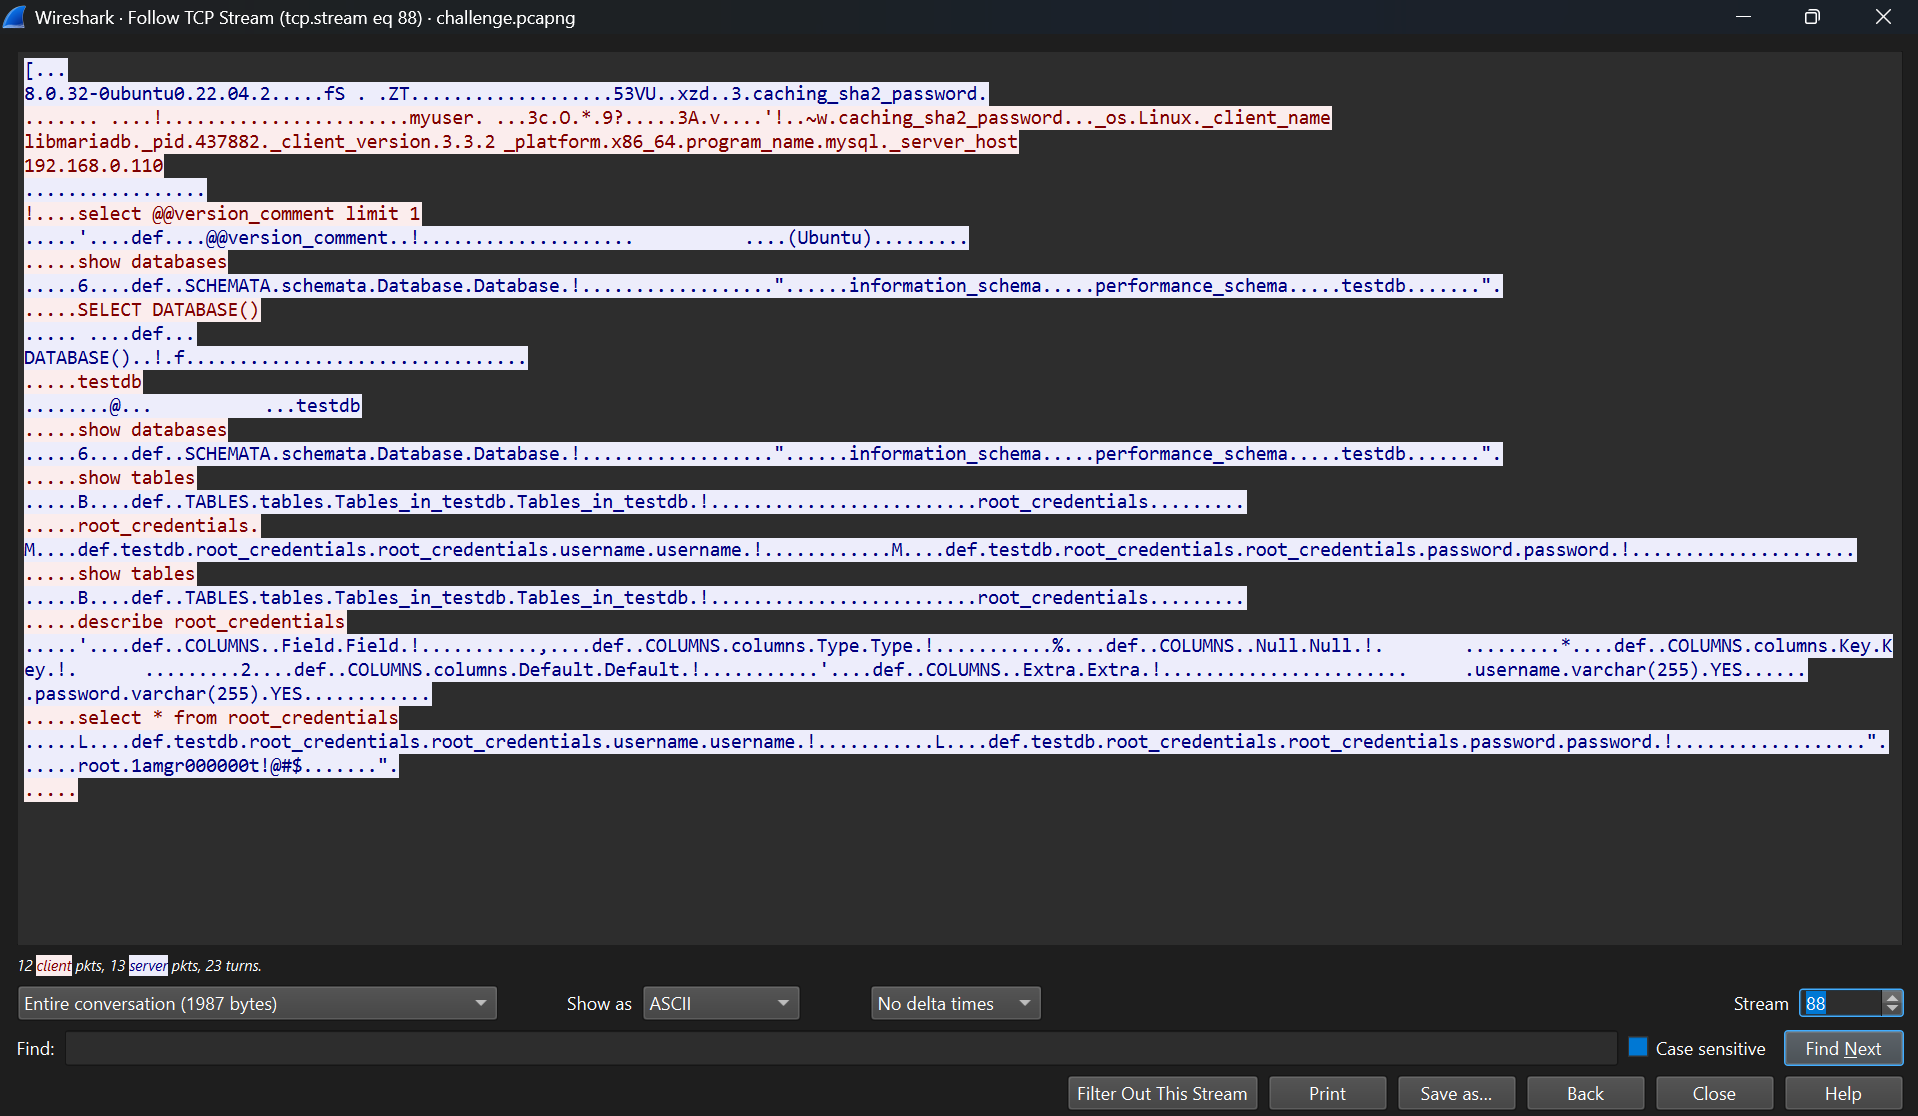 Wireshark · Follow TCP Stream (tcp.stream eq 88) · challenge.pcapng
[...
8.0.32-0ubuntu0.22.04.2.....fS . .ZT...................53VU..xzd..3.caching_sha2_password.
....... ....!.......................myuser. ...3c.O.*.9?.....3A.v....'!..~w.caching_sha2_password..._os.Linux._client_name
libmariadb._pid.437882._client_version.3.3.2 _platform.x86_64.program_name.mysql._server_host
192.168.0.110
.................
!....select @@version_comment limit 1
.....'....def....@@version_comment..!.................... ....(Ubuntu).........
.....show databases
.....6....def..SCHEMATA.schemata.Database.Database.!.................."......information_schema.....performance_schema.....testdb.......".
.....SELECT DATABASE()
..... ....def...
DATABASE()..!.f................................
.....testdb
........@... ...testdb
.....show databases
.....6....def..SCHEMATA.schemata.Database.Database.!.................."......information_schema.....performance_schema.....testdb.......".
.....show tables
.....B....def..TABLES.tables.Tables_in_testdb.Tables_in_testdb.!.........................root_credentials.........
.....root_credentials.
M....def.testdb.root_credentials.root_credentials.username.username.!............M....def.testdb.root_credentials.root_credentials.password.password.!.....................
.....show tables
.....B....def..TABLES.tables.Tables_in_testdb.Tables_in_testdb.!.........................root_credentials.........
.....describe root_credentials
.....'....def..COLUMNS..Field.Field.!...........,....def..COLUMNS.columns.Type.Type.!...........%....def..COLUMNS..Null.Null.!. .........*....def..COLUMNS.columns.Key.K
ey.!. .........2....def..COLUMNS.columns.Default.Default.!...........'....def..COLUMNS..Extra.Extra.!....................... .username.varchar(255).YES......
.password.varchar(255).YES............
.....select * from root_credentials
.....L....def.testdb.root_credentials.root_credentials.username.username.!...........L....def.testdb.root_credentials.root_credentials.password.password.!..................".
.....root.1amgr000000t!@#$.......".
.....
12 client pkts, 13 server pkts, 23 turns.
Entire conversation (1987 bytes) Show as ASCII No delta times Stream 88
Find: Case sensitive Find Next
Filter Out This Stream Print Save as... Back Close Help